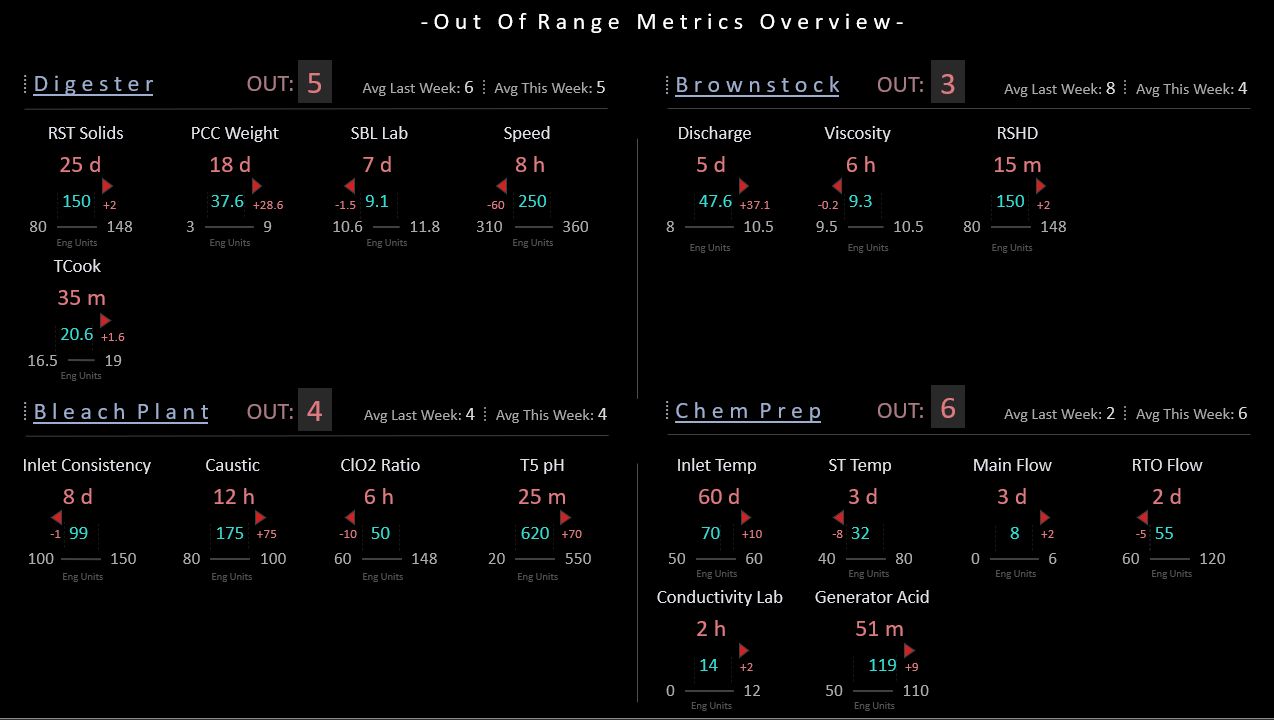 -Out Of Range Metrics Overview-
Digester OUT: 5 Avg Last Week: 6 Avg This Week: 5
RST Solids PCC Weight SBL Lab Speed
25 d 18 d 7 d 8 h
150 +2 37.6 +28.6 -1.5 9.1 -60 250
80 148 3 9 10.6 11.8 310 360
Eng Units Eng Units Eng Units Eng Units
TCook
35 m
20.6 +1.6
16.5 19
Eng Units
Brownstock OUT: 3 Avg Last Week: 8 Avg This Week: 4
Discharge Viscosity RSHD
5 d 6 h 15 m
47.6 +37.1 -0.2 9.3 150 +2
8 10.5 9.5 10.5 80 148
Eng Units Eng Units Eng Units
Bleach Plant OUT: 4 Avg Last Week: 4 Avg This Week: 4
Inlet Consistency Caustic ClO2 Ratio T5 pH
8 d 12 h 6 h 25 m
-1 99 175 +75 -10 50 620 +70
100 150 80 100 60 148 20 550
Eng Units Eng Units Eng Units Eng Units
Chem Prep OUT: 6 Avg Last Week: 2 Avg This Week: 6
Inlet Temp ST Temp Main Flow RTO Flow
60 d 3 d 3 d 2 d
70 +10 -8 32 8 +2 -5 55
50 60 40 80 0 6 60 120
Eng Units Eng Units Eng Units Eng Units
Conductivity Lab Generator Acid
2 h 51 m
14 +2 119 +9
0 12 50 110
Eng Units Eng Units